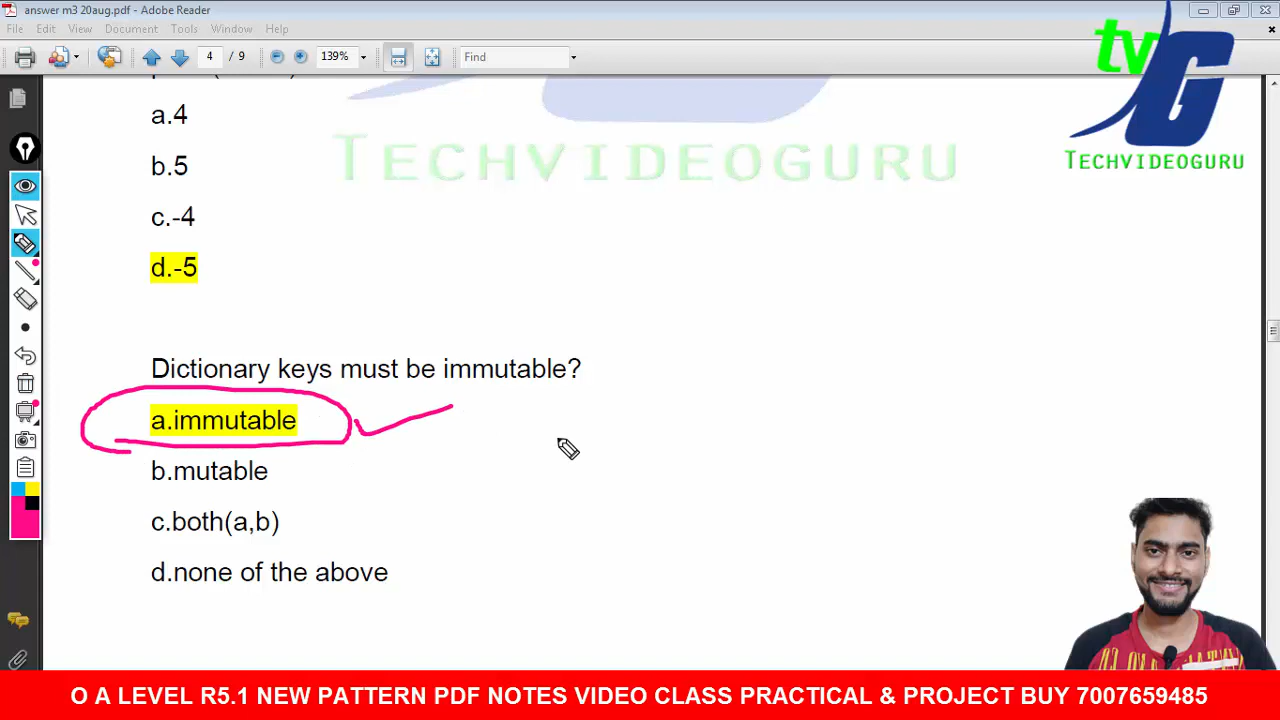 answer m3 20aug.pdf - Adobe Reader
File Edit View Document Tools Window Help
4 / 9 139% Find
tv
TECHVIDEOGURU
TECHVIDEOGURU
a.4
b.5
c.-4
d.-5
Dictionary keys must be immutable?
a.immutable
b.mutable
c.both(a,b)
d.none of the above
O A LEVEL R5.1 NEW PATTERN PDF NOTES VIDEO CLASS PRACTICAL & PROJECT BUY 7007659485